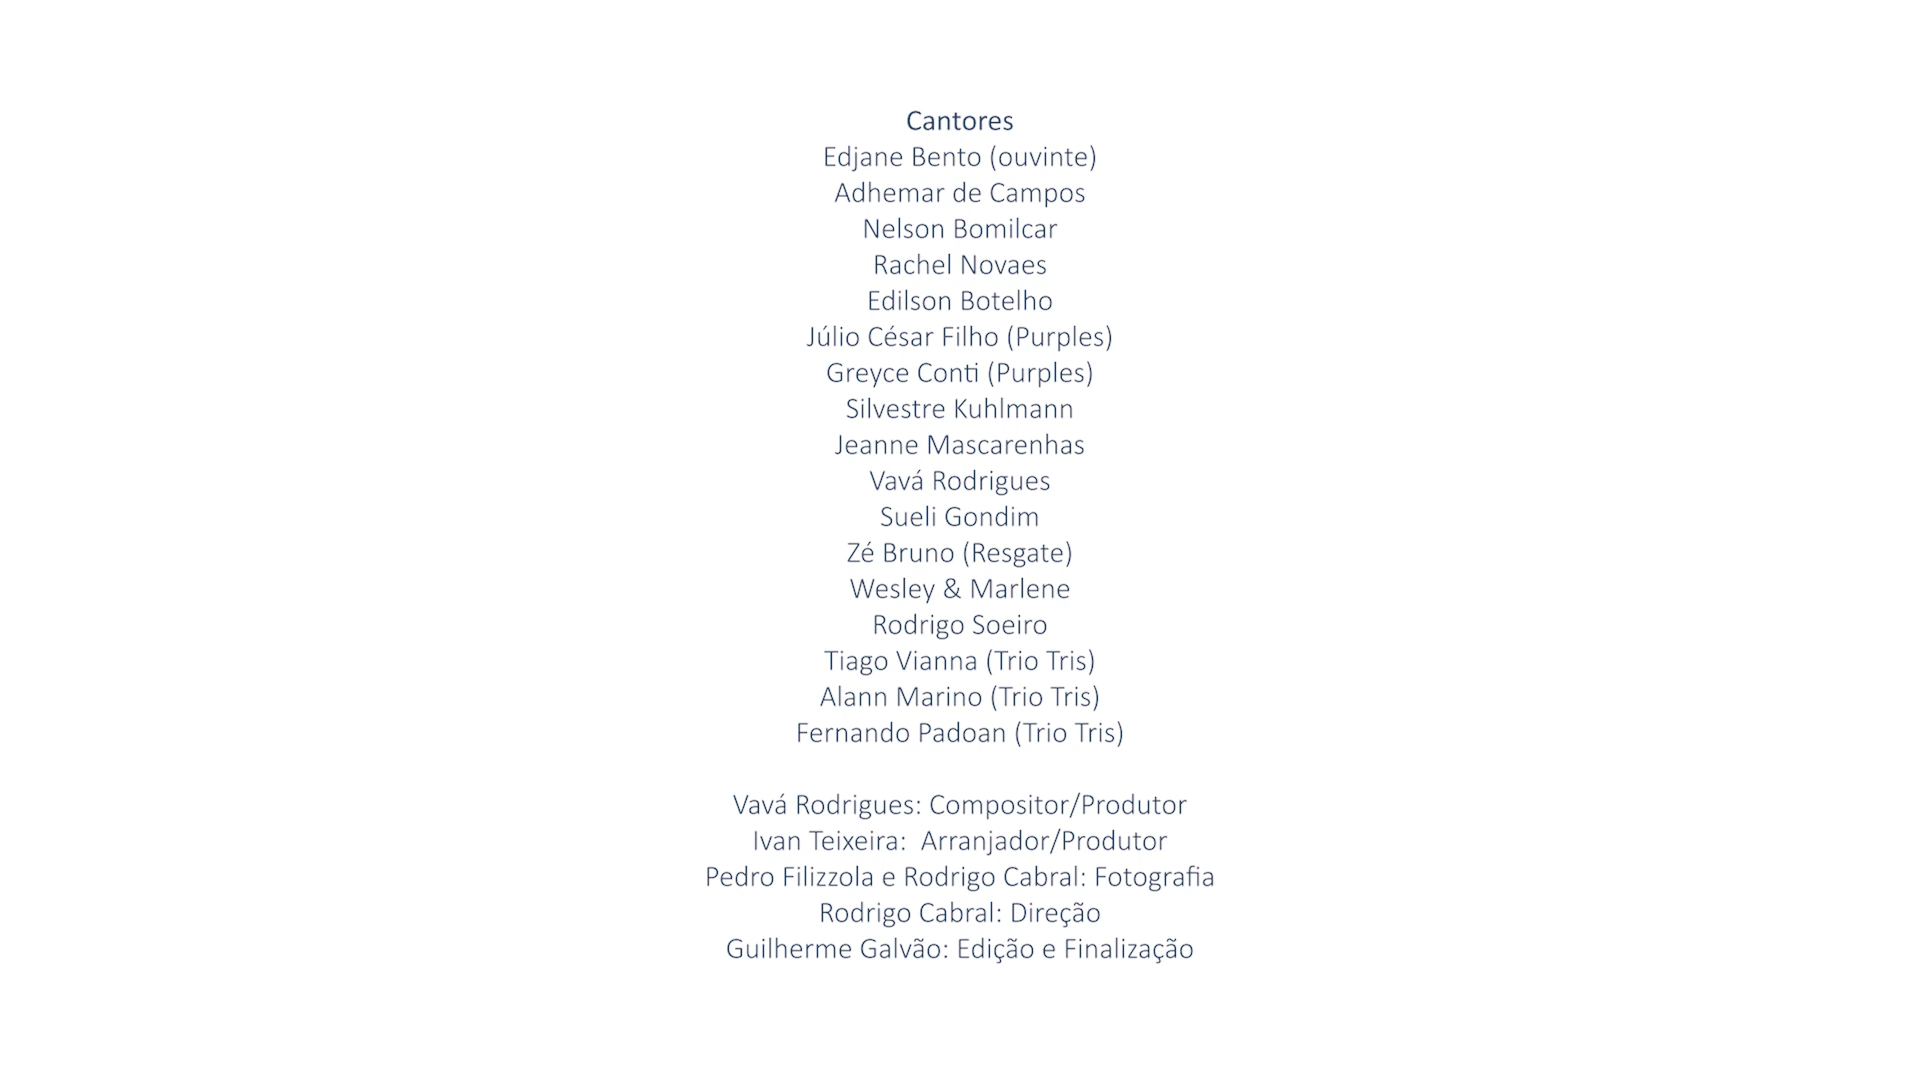 Cantores
Edjane Bento (ouvinte)
Adhemar de Campos
Nelson Bomilcar
Rachel Novaes
Edilson Botelho
Júlio César Filho (Purples)
Greyce Conti (Purples)
Silvestre Kuhlmann
Jeanne Mascarenhas
Vavá Rodrigues
Sueli Gondim
Zé Bruno (Resgate)
Wesley & Marlene
Rodrigo Soeiro
Tiago Vianna (Trio Tris)
Alann Marino (Trio Tris)
Fernando Padoan (Trio Tris)
Vavá Rodrigues: Compositor/Produtor
Ivan Teixeira:  Arranjador/Produtor
Pedro Filizzola e Rodrigo Cabral: Fotografia
Rodrigo Cabral: Direção
Guilherme Galvão: Edição e Finalização